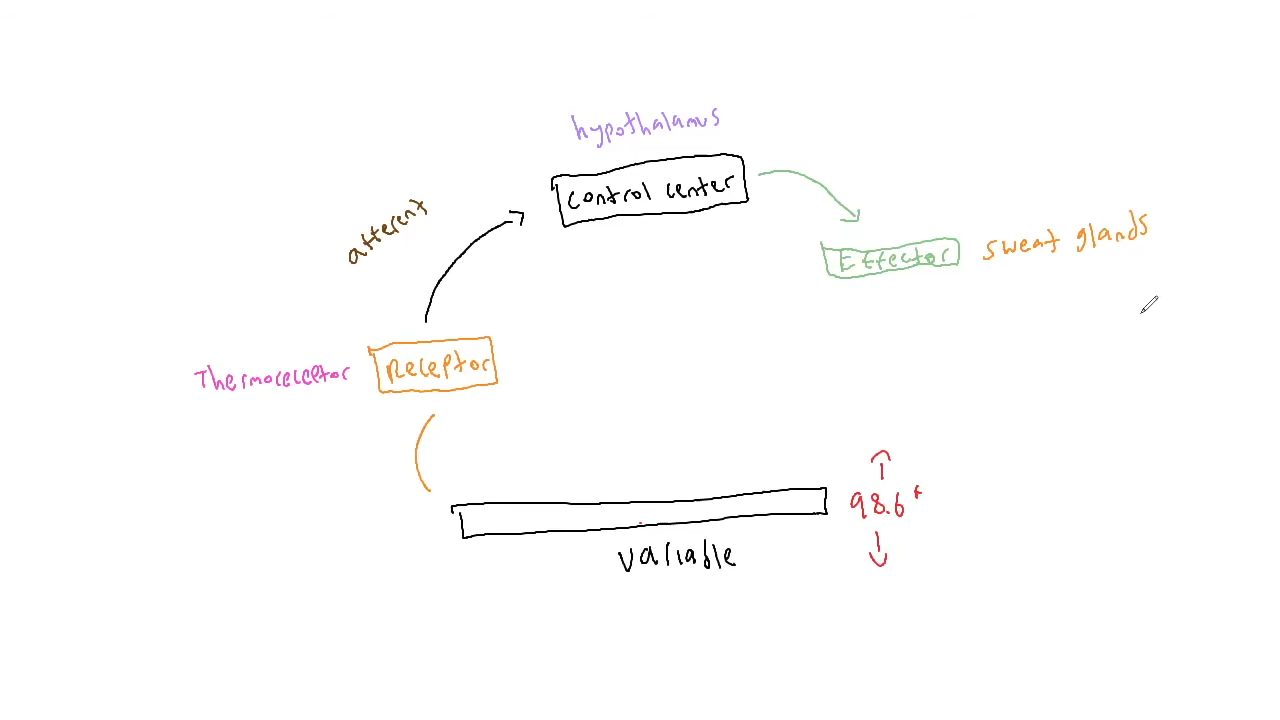 hypothalamus
control center
afferent
Effector
sweat glands
Thermoreceptor
Receptor
98.6°
variable